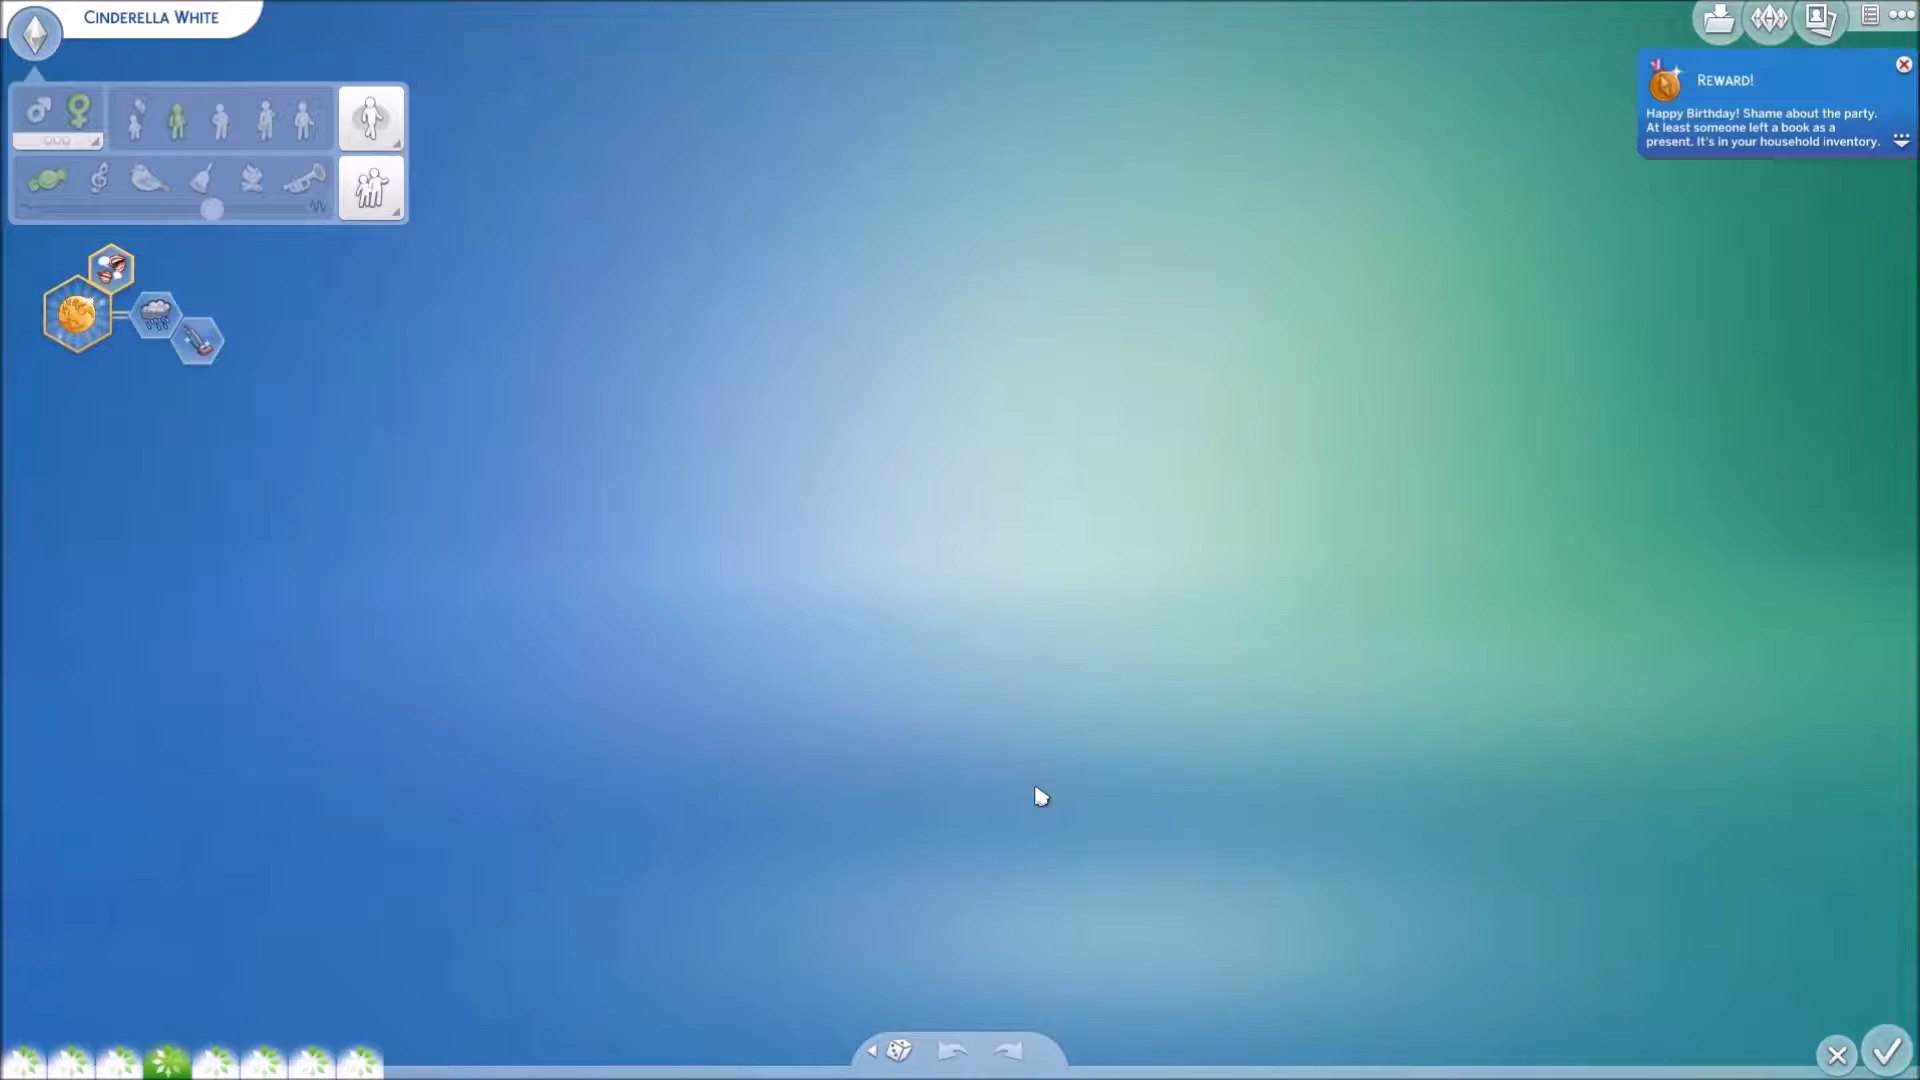 CINDERELLA WHITE
REWARD!
Happy Birthday! Shame about the party.
At least someone left a book as a
present. It's in your household inventory.